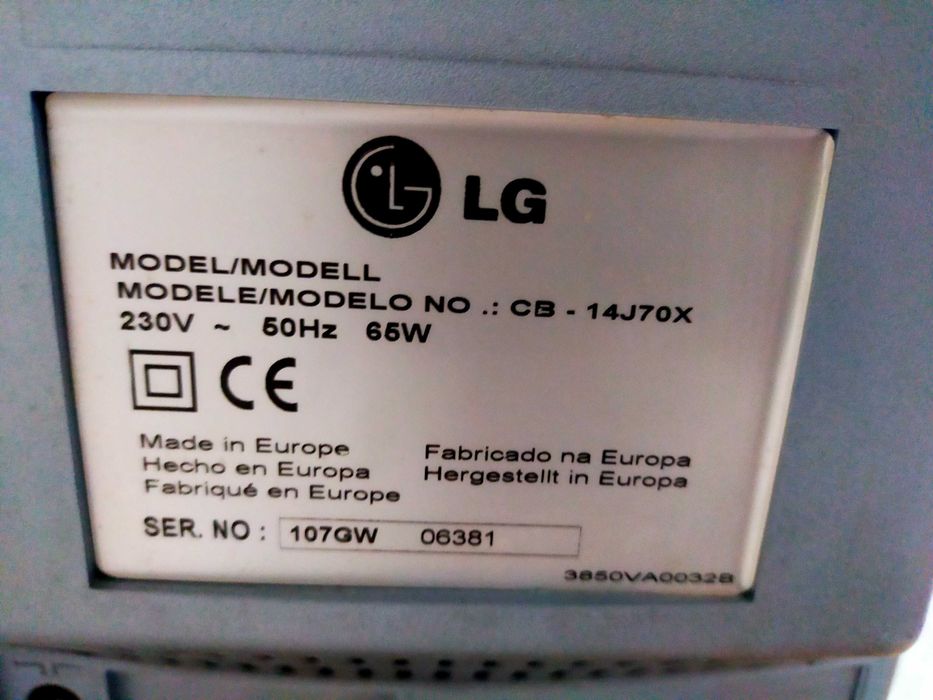 LG
MODEL/MODELL
MODELE/MODELO NO .: CB - 14J70X
230V ~ 50Hz 65W
CE
Made in Europe
Hecho en Europa
Fabriqué en Europe
Fabricado na Europa
Hergestellt in Europa
SER. NO : 107GW 06381
3850VA0032B